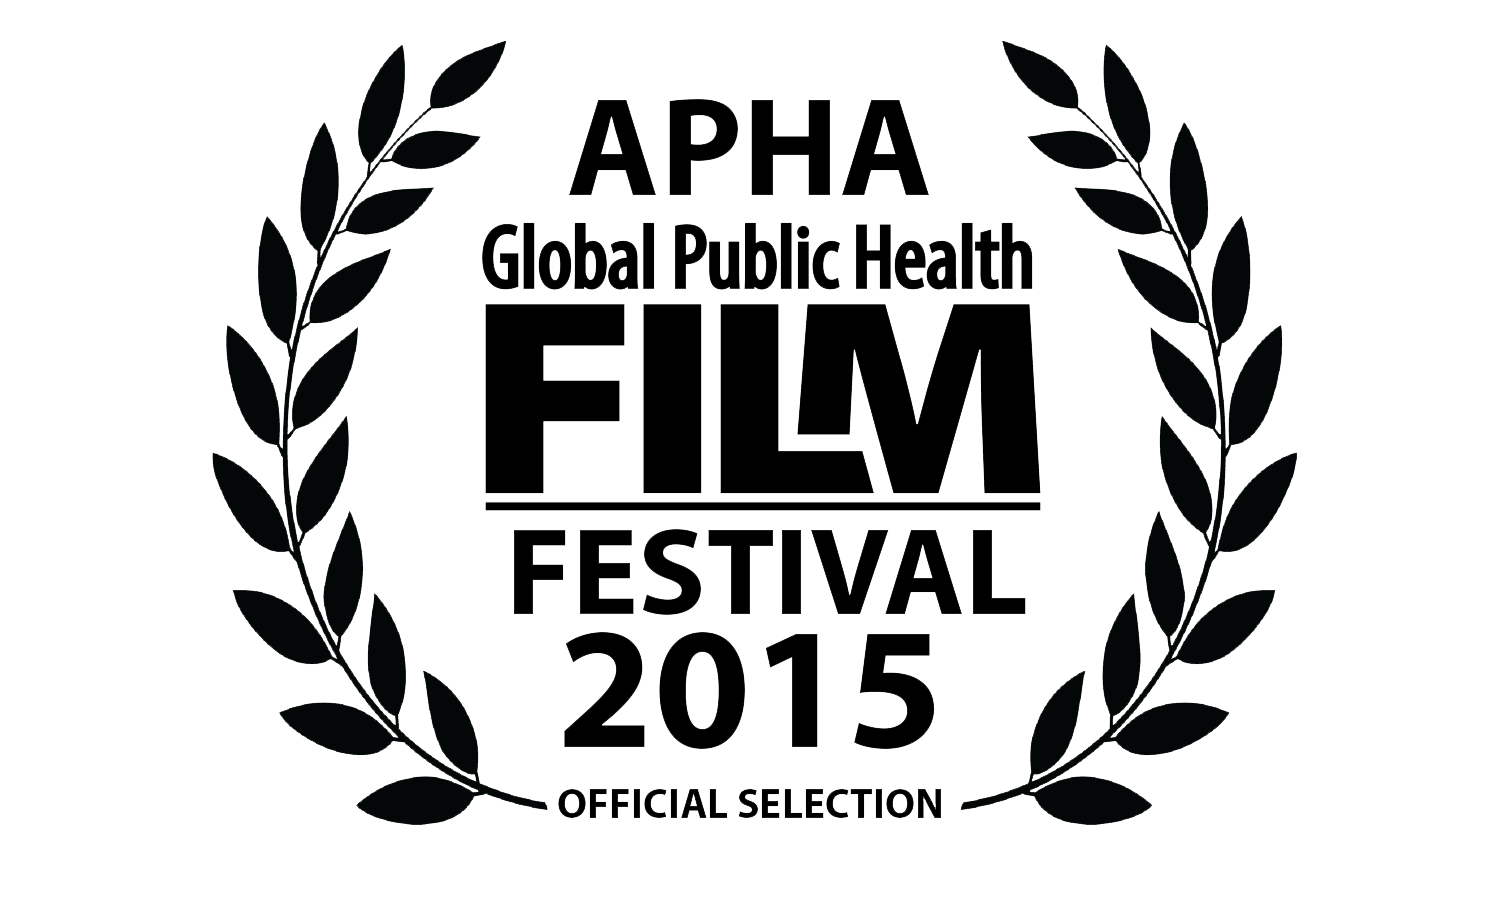 APHA
Global Public Health
FILM
FESTIVAL
2015
OFFICIAL SELECTION